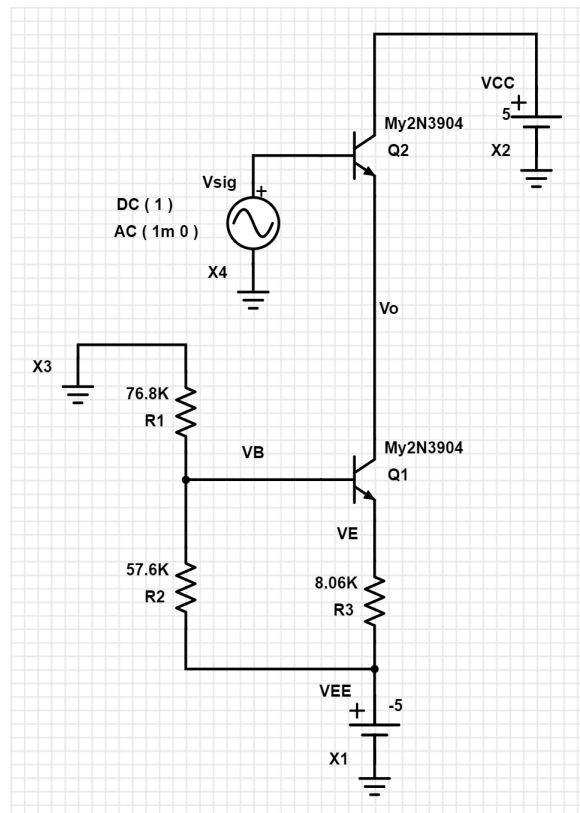 VCC
+
5
X2
My2N3904
Q2
Vsig
+
DC ( 1 )
AC ( 1m 0 )
X4
Vo
X3
76.8K
R1
VB
My2N3904
Q1
VE
57.6K
R2
8.06K
R3
VEE
+
-5
X1